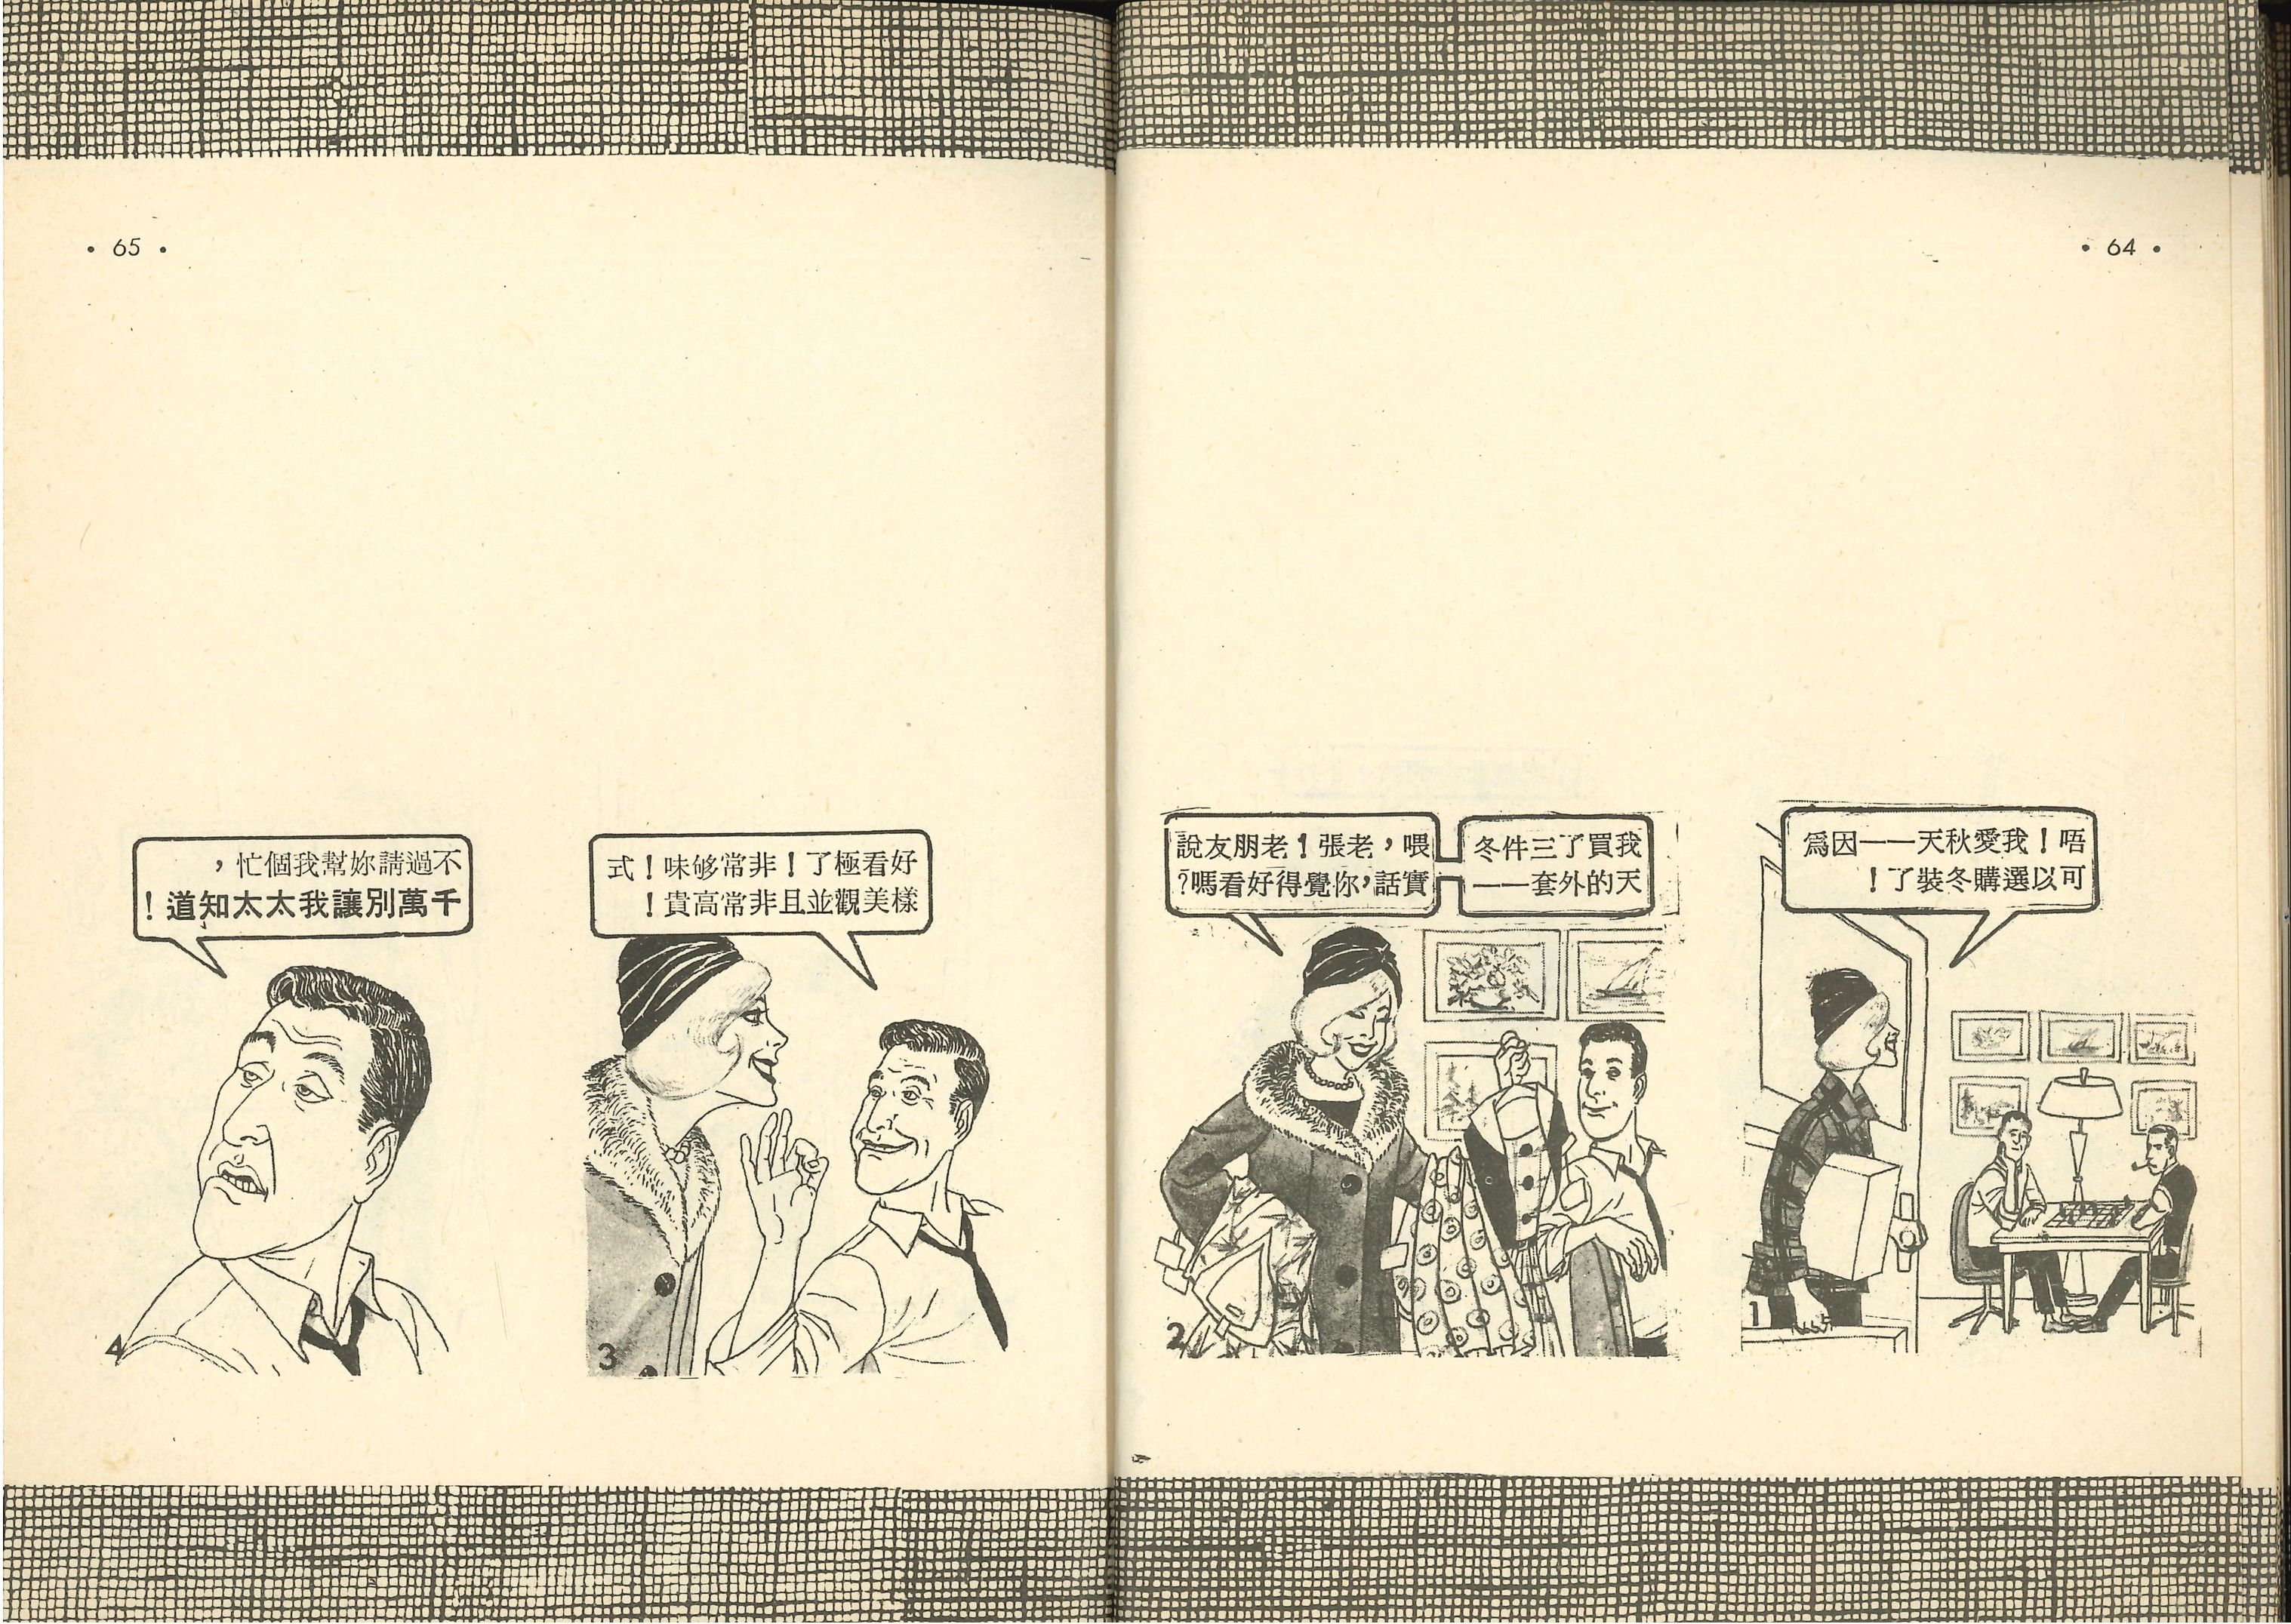 • 64 •
唔！我愛秋天——因爲
可以選購冬裝了！
1
我買了三件冬
天的外套——
喂，老張！老朋友說
實話，你覺得好看嗎？
2
• 65 •
好看極了！非常够味！式
樣美觀並且非常高貴！
3
不過請妳幫我個忙，
千萬別讓我太太知道！
4